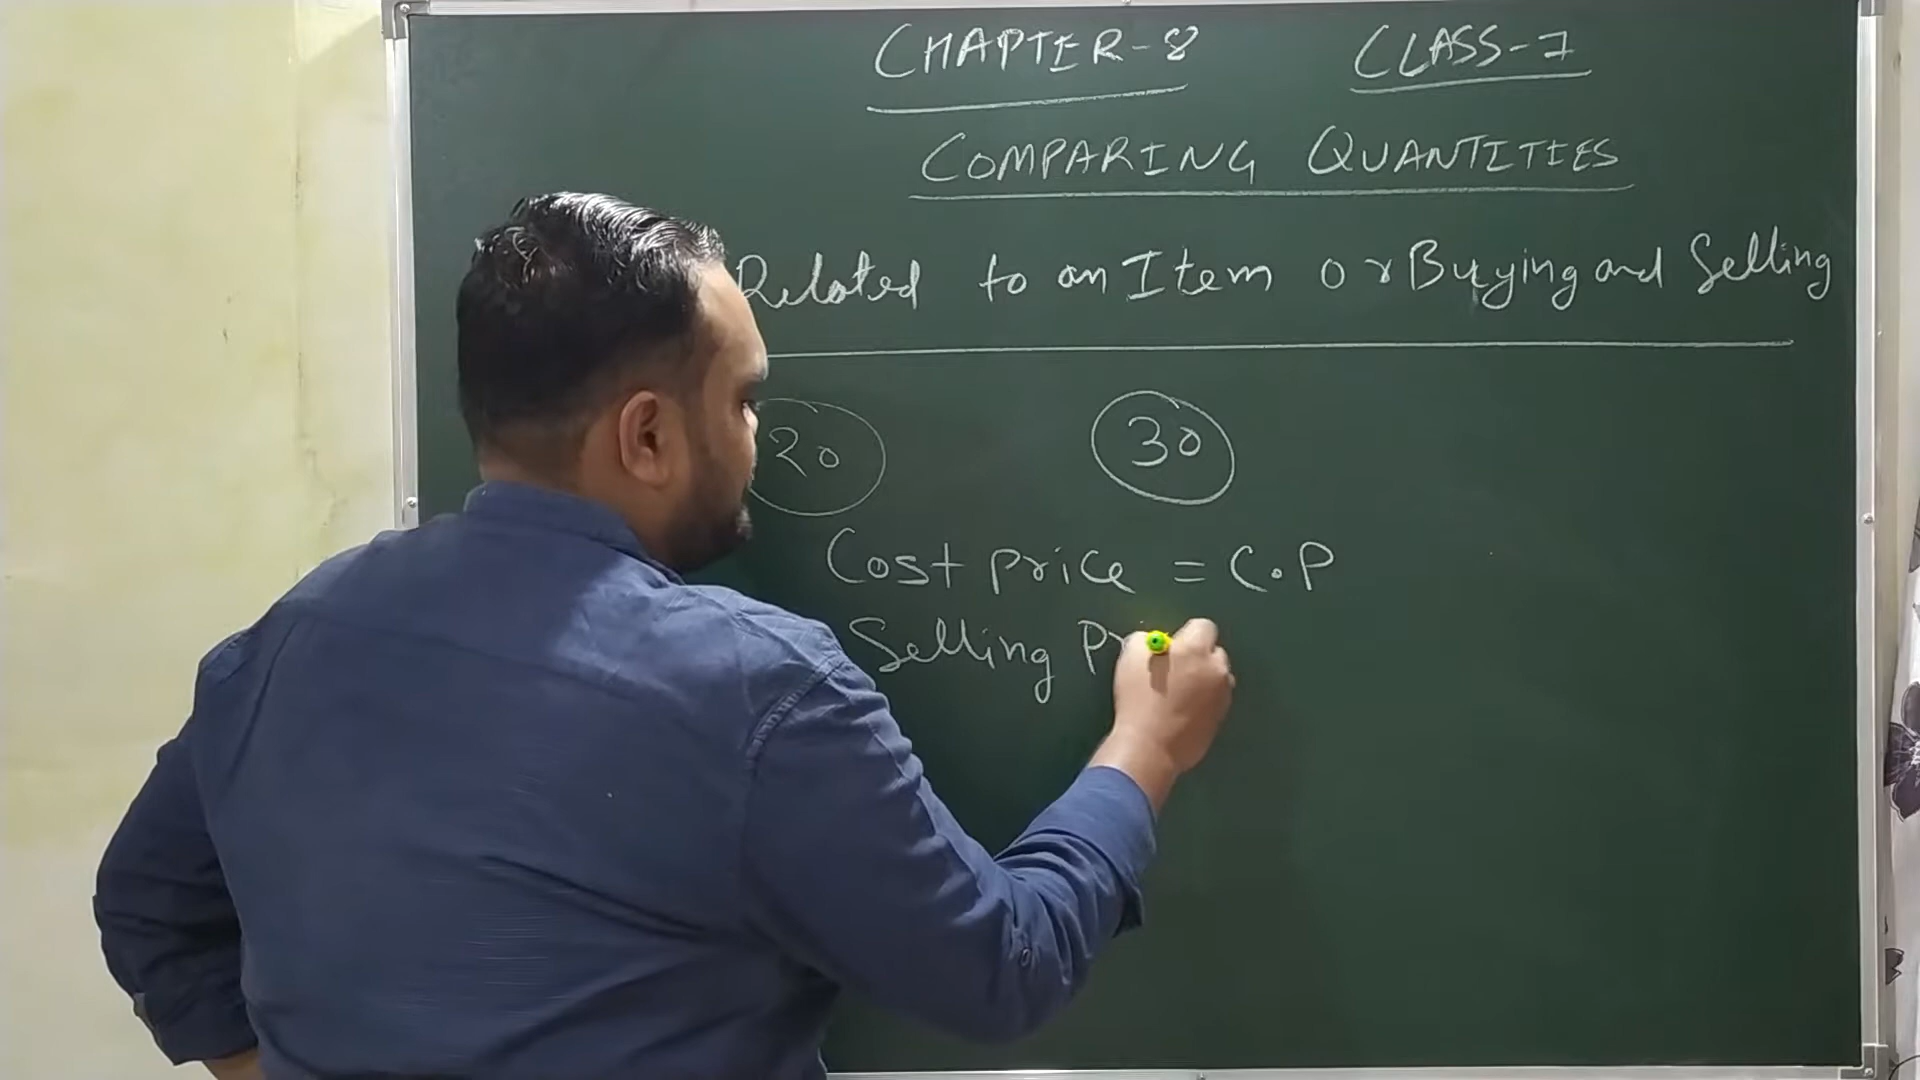 CHAPTER-8 CLASS-7
COMPARING QUANTITIES
Related to an Item Or Buying and Selling
20 30
Cost price = C.P
Selling Pr